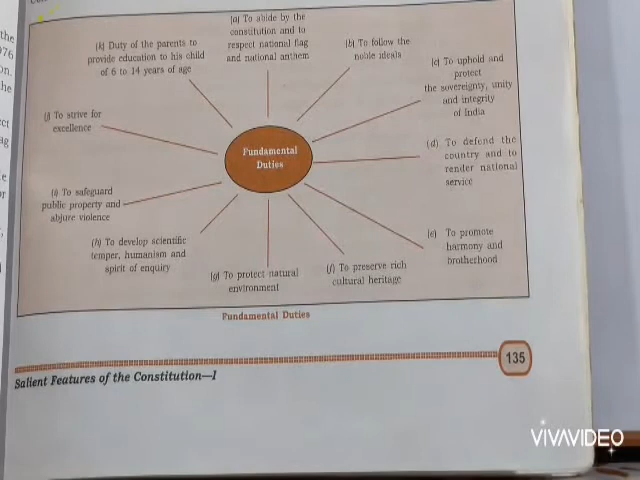 (a) To abide by the
constitution and to
respect national flag
and national anthem
(b) To follow the
noble ideals
(c) To uphold and
protect
the sovereignty, unity
and integrity
of India
(d) To defend the
country and to
render national
service
(e) To promote
harmony and
brotherhood
(f) To preserve rich
cultural heritage
(g) To protect natural
environment
(h) To develop scientific
temper, humanism and
spirit of enquiry
(i) To safeguard
public property and
abjure violence
(j) To strive for
excellence
(k) Duty of the parents to
provide education to his child
of 6 to 14 years of age
Fundamental
Duties
Fundamental Duties
135
Salient Features of the Constitution—I
VIVAVIDEO